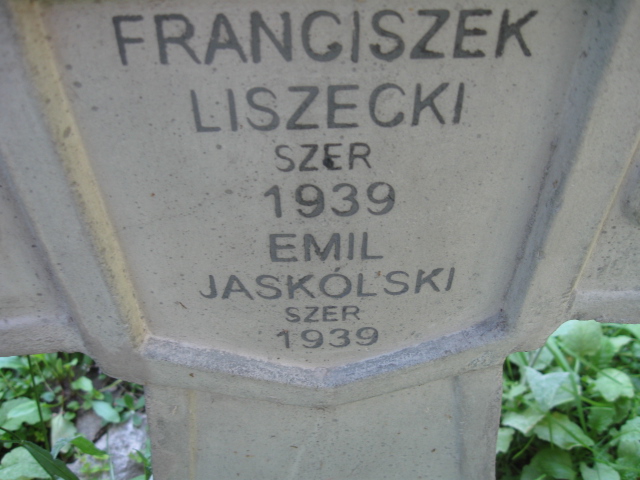 FRANCISZEK
LISZECKI
SZER
1939
EMIL
JASKÓLSKI
SZER
1939